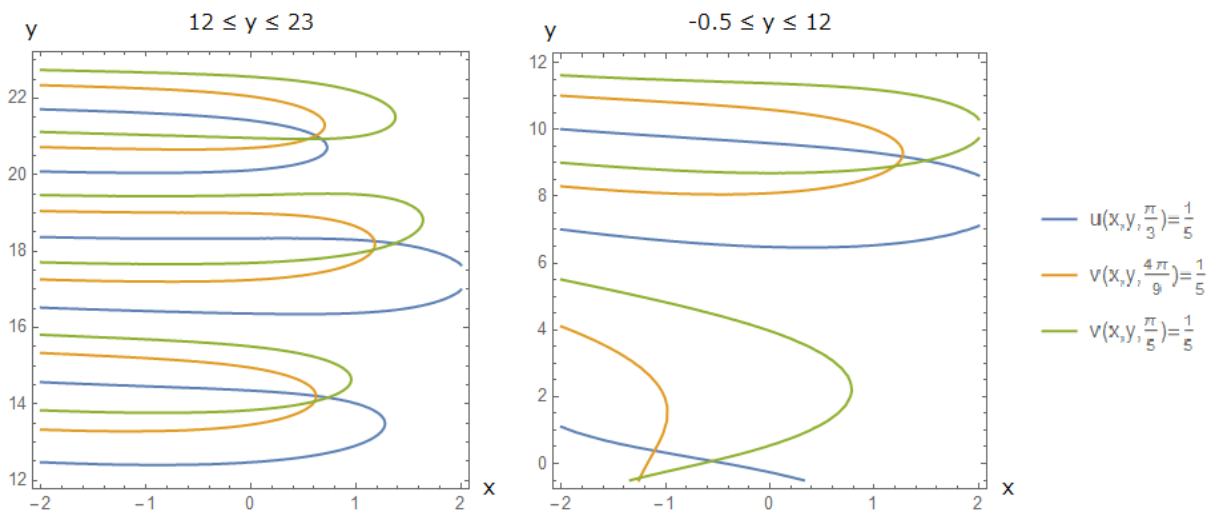 12 ≤ y ≤ 23
-0.5 ≤ y ≤ 12
y
y
22
20
18
16
14
12
−2 −1 0 1 2
x
12
10
8
6
4
2
0
−2 −1 0 1 2
x
u(x,y,π/3)=1/5
v(x,y,4π/9)=1/5
v(x,y,π/5)=1/5